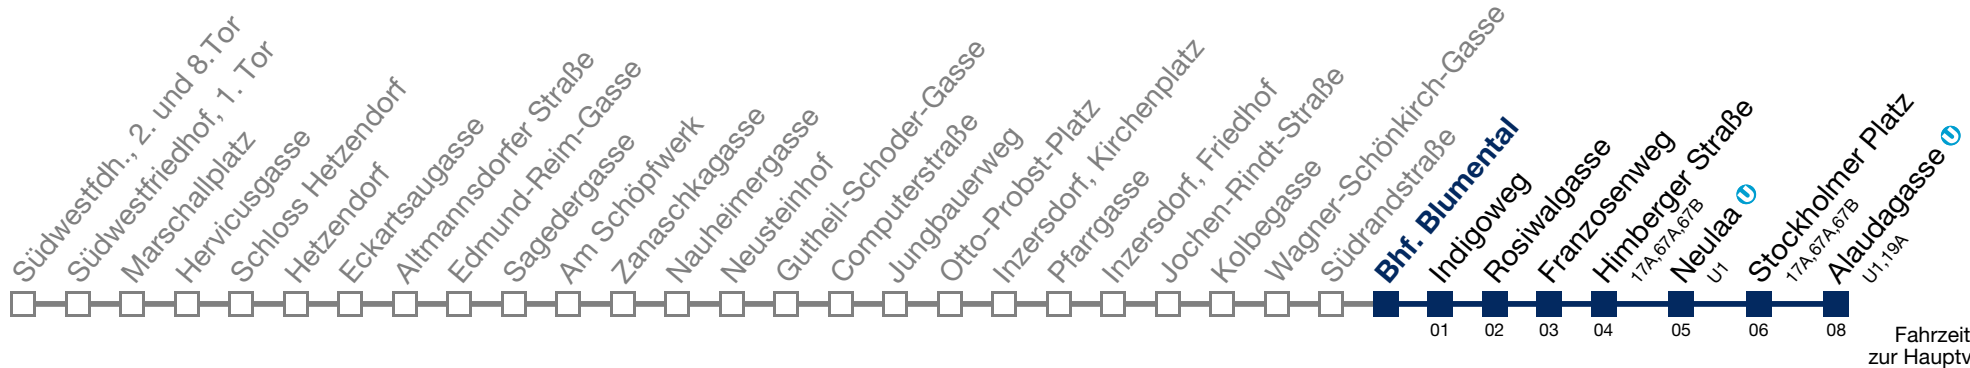 Südwestfdh., 2. und 8.Tor
Südwestfriedhof, 1. Tor
Marschallplatz
Hervicusgasse
Schloss Hetzendorf
Hetzendorf
Eckartsaugasse
Altmannsdorfer Straße
Edmund-Reim-Gasse
Sagedergasse
Am Schöpfwerk
Zanaschkagasse
Nauheimergasse
Neusteinhof
Gutheil-Schoder-Gasse
Computerstraße
Jungbauerweg
Otto-Probst-Platz
Inzersdorf, Kirchenplatz
Pfarrgasse
Inzersdorf, Friedhof
Jochen-Rindt-Straße
Kolbegasse
Wagner-Schönkirch-Gasse
Südrandstraße
Bhf. Blumental
Indigoweg
Rosiwalgasse
Franzosenweg
Himberger Straße
17A,67A,67B
Neulaa U
U1
Stockholmer Platz
17A,67A,67B
Alaudagasse U
U1,19A
01 02 03 04 05 06 08
Fahrzeit
zur Hauptv